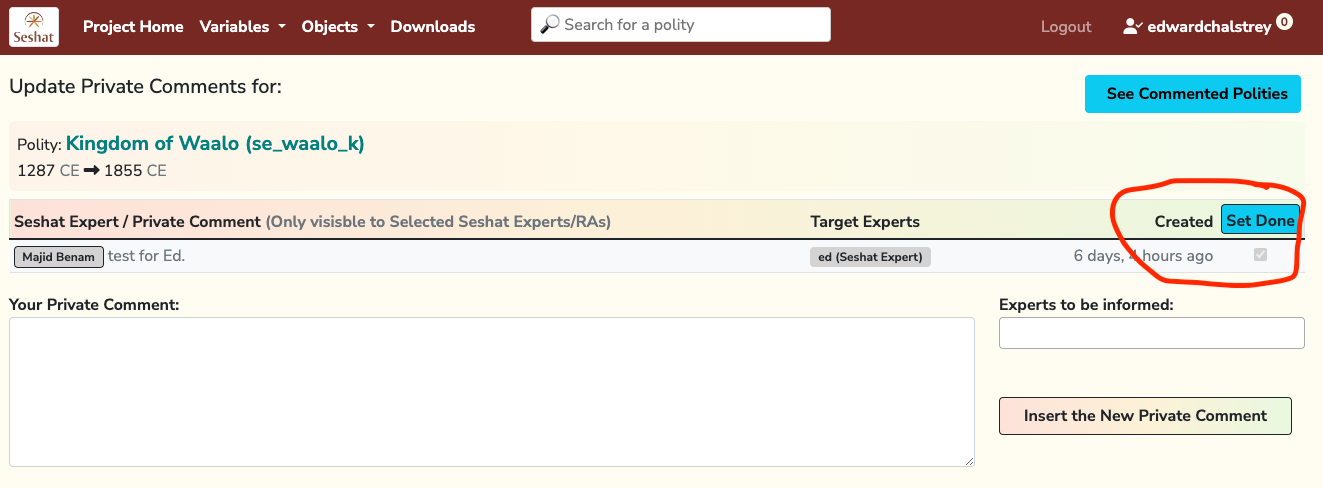 Seshat Project Home Variables Objects Downloads Search for a polity Logout edwardchalstrey 0
Update Private Comments for:
See Commented Polities
Polity: Kingdom of Waalo (se_waalo_k)
1287 CE ➡ 1855 CE
Seshat Expert / Private Comment (Only visisble to Selected Seshat Experts/RAs) Target Experts Created Set Done
Majid Benam test for Ed. ed (Seshat Expert) 6 days, 4 hours ago
Your Private Comment: Experts to be informed:
Insert the New Private Comment